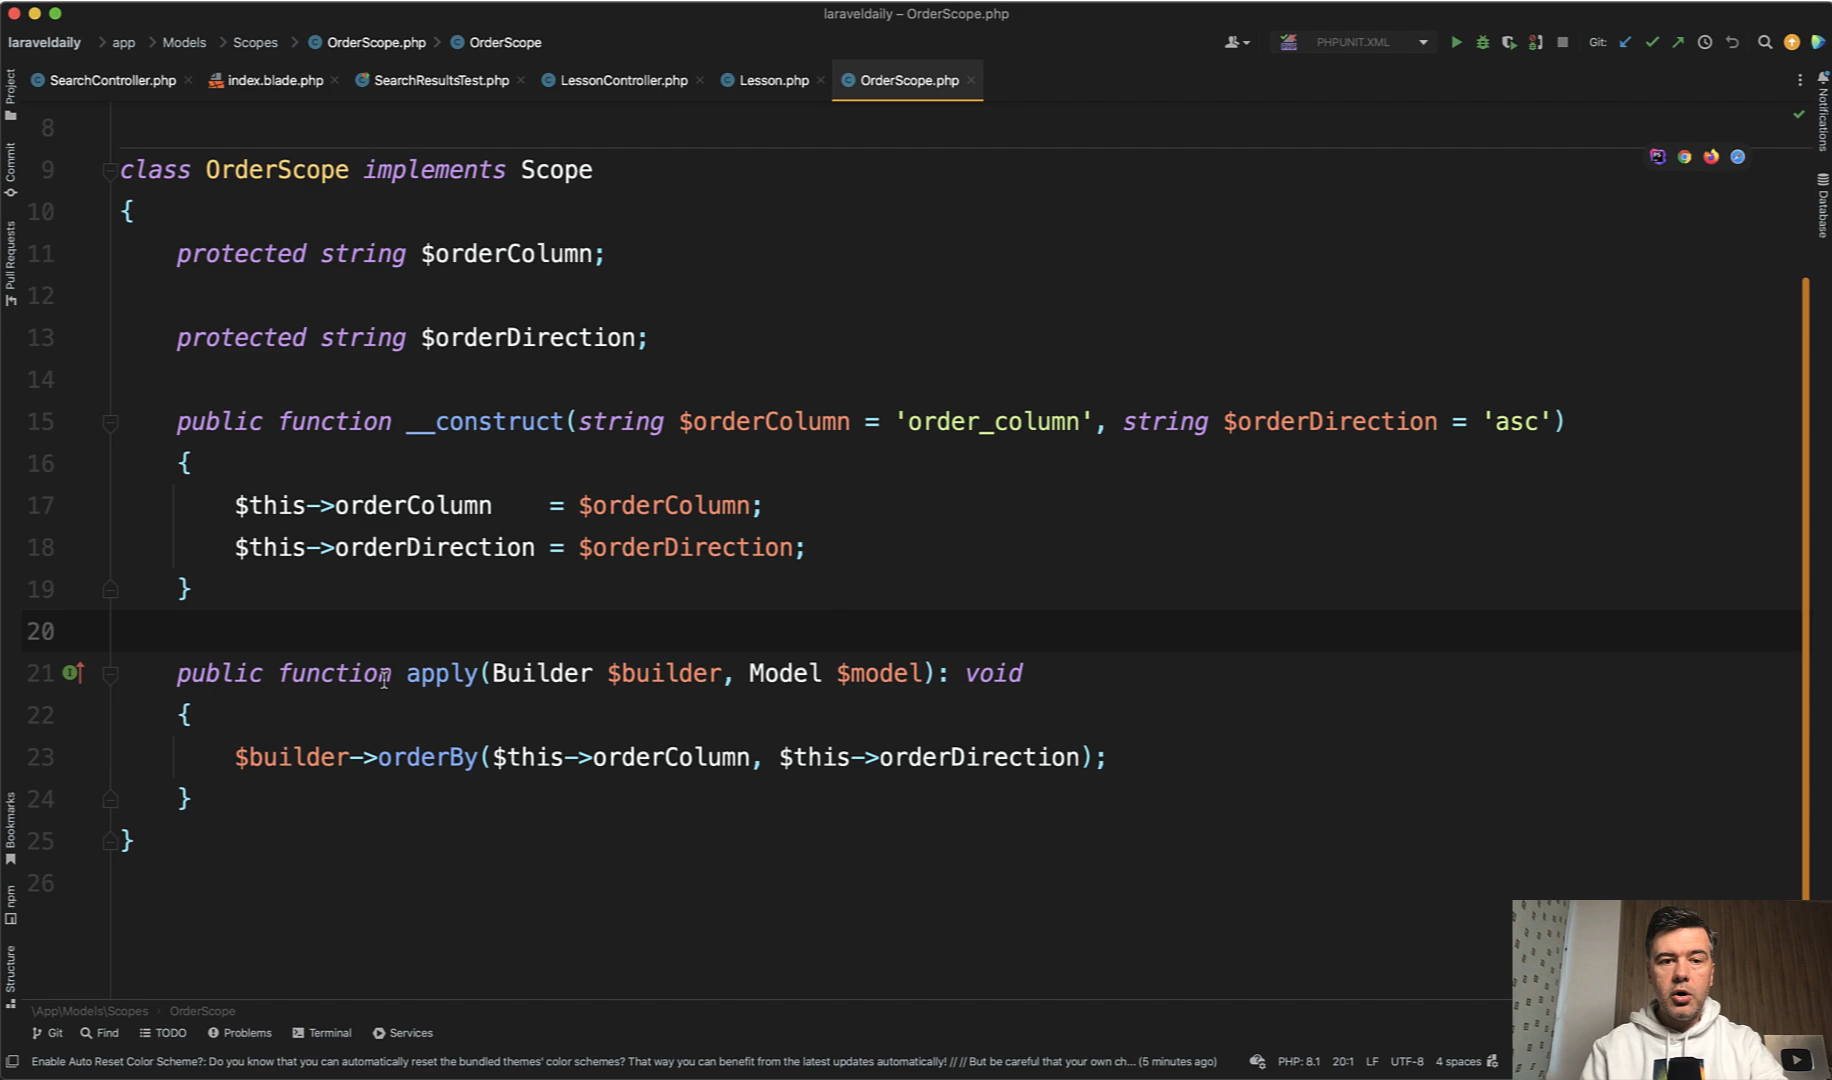 laraveldaily – OrderScope.php
laraveldaily app Models Scopes OrderScope.php OrderScope PHPUNIT.XML Git:
SearchController.php index.blade.php SearchResultsTest.php LessonController.php Lesson.php OrderScope.php
Project
Commit
Pull Requests
Bookmarks
npm
Structure
Notifications
Database
8
9 class OrderScope implements Scope
10 {
11 protected string $orderColumn;
12
13 protected string $orderDirection;
14
15 public function __construct(string $orderColumn = 'order_column', string $orderDirection = 'asc')
16 {
17 $this->orderColumn    = $orderColumn;
18 $this->orderDirection = $orderDirection;
19 }
20
21 public function apply(Builder $builder, Model $model): void
22 {
23 $builder->orderBy($this->orderColumn, $this->orderDirection);
24 }
25 }
26
\App\Models\Scopes OrderScope
Git Find TODO Problems Terminal Services
Enable Auto Reset Color Scheme?: Do you know that you can automatically reset the bundled themes' color schemes? That way you can benefit from the latest updates automatically! // // But be careful that your own ch... (5 minutes ago) PHP: 8.1 20:1 LF UTF-8 4 spaces